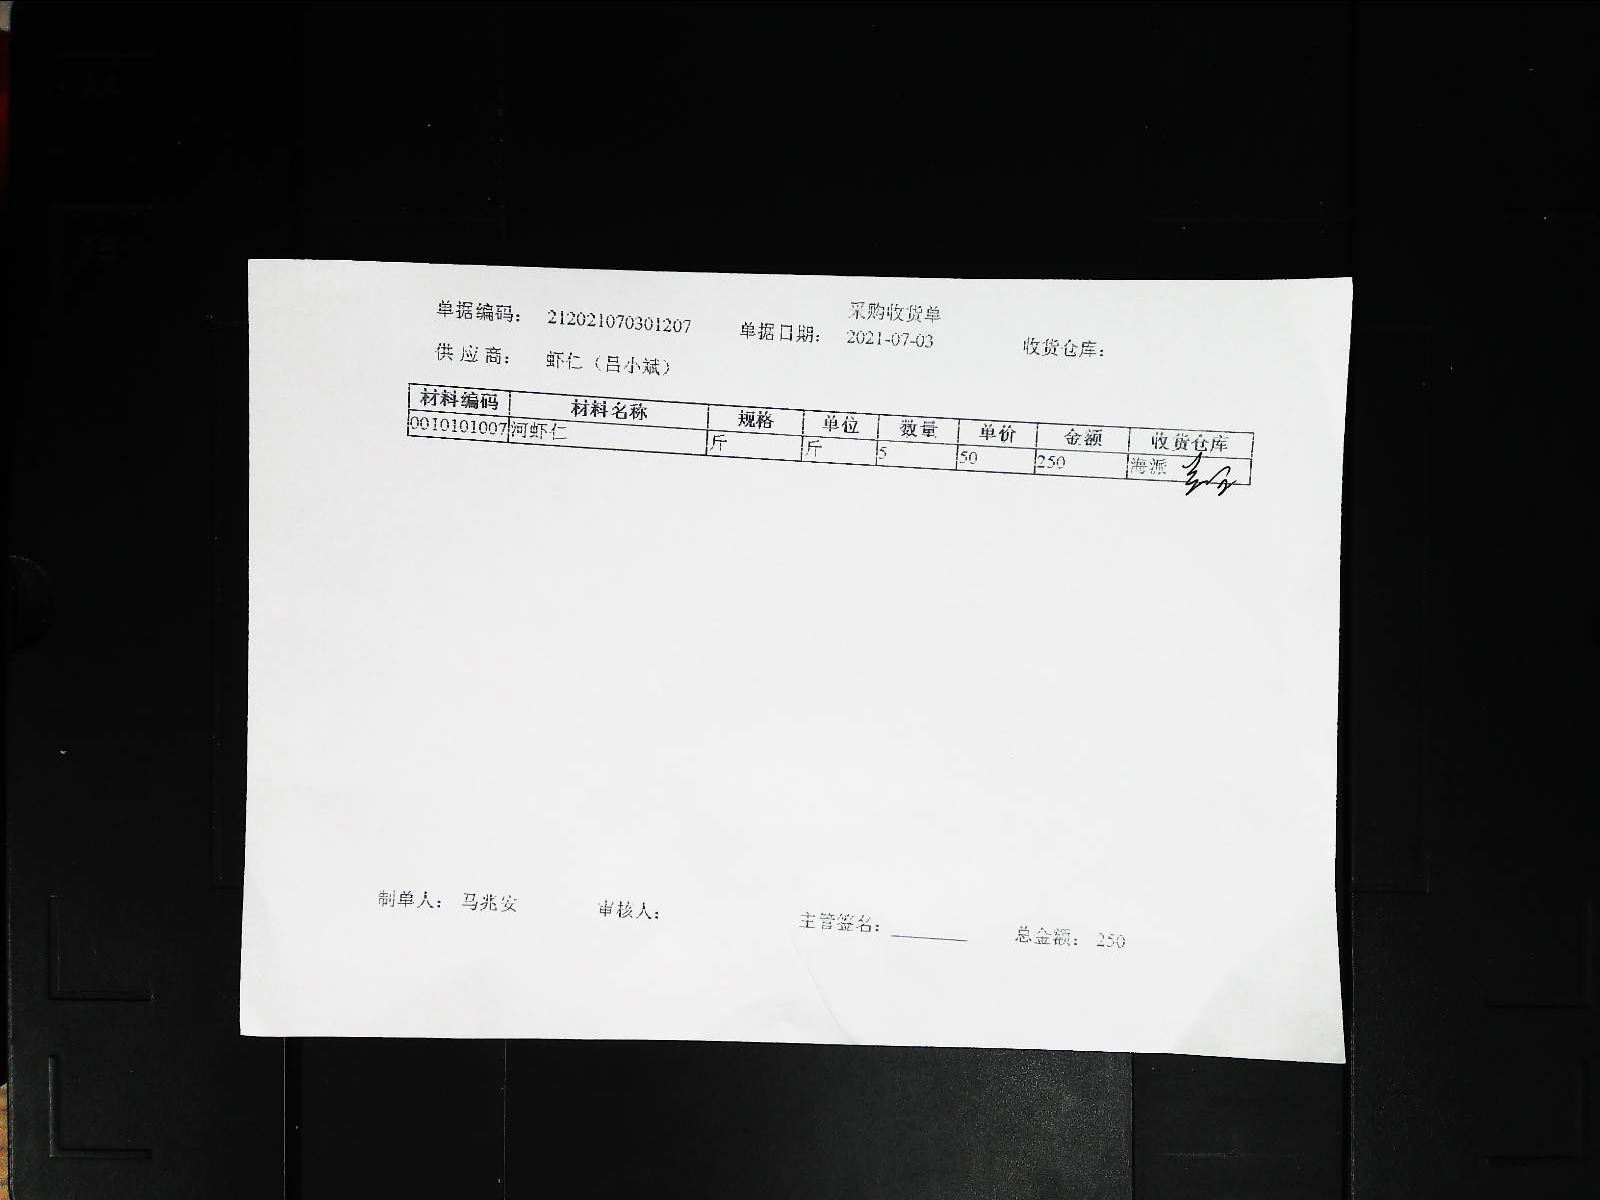 采购收货单
单据编码： 212021070301207 单据日期： 2021-07-03 收货仓库：
供 应 商： 虾仁（吕小斌）
材料编码 材料名称 规格 单位 数量 单价 金额 收货仓库
0010101007 河虾仁 斤 斤 5 50 250 海派
制单人： 马兆安 审核人： 主管签名： 总金额： 250